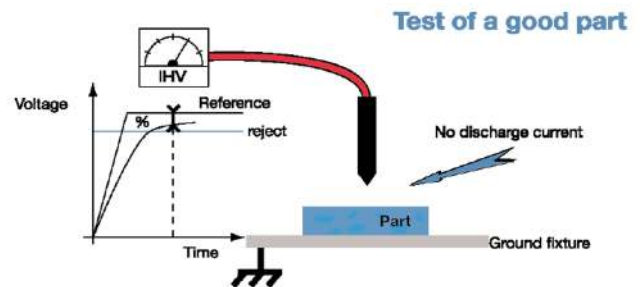 Test of a good part
IHV
Voltage
Reference
%
reject
No discharge current
Part
Time
Ground fixture